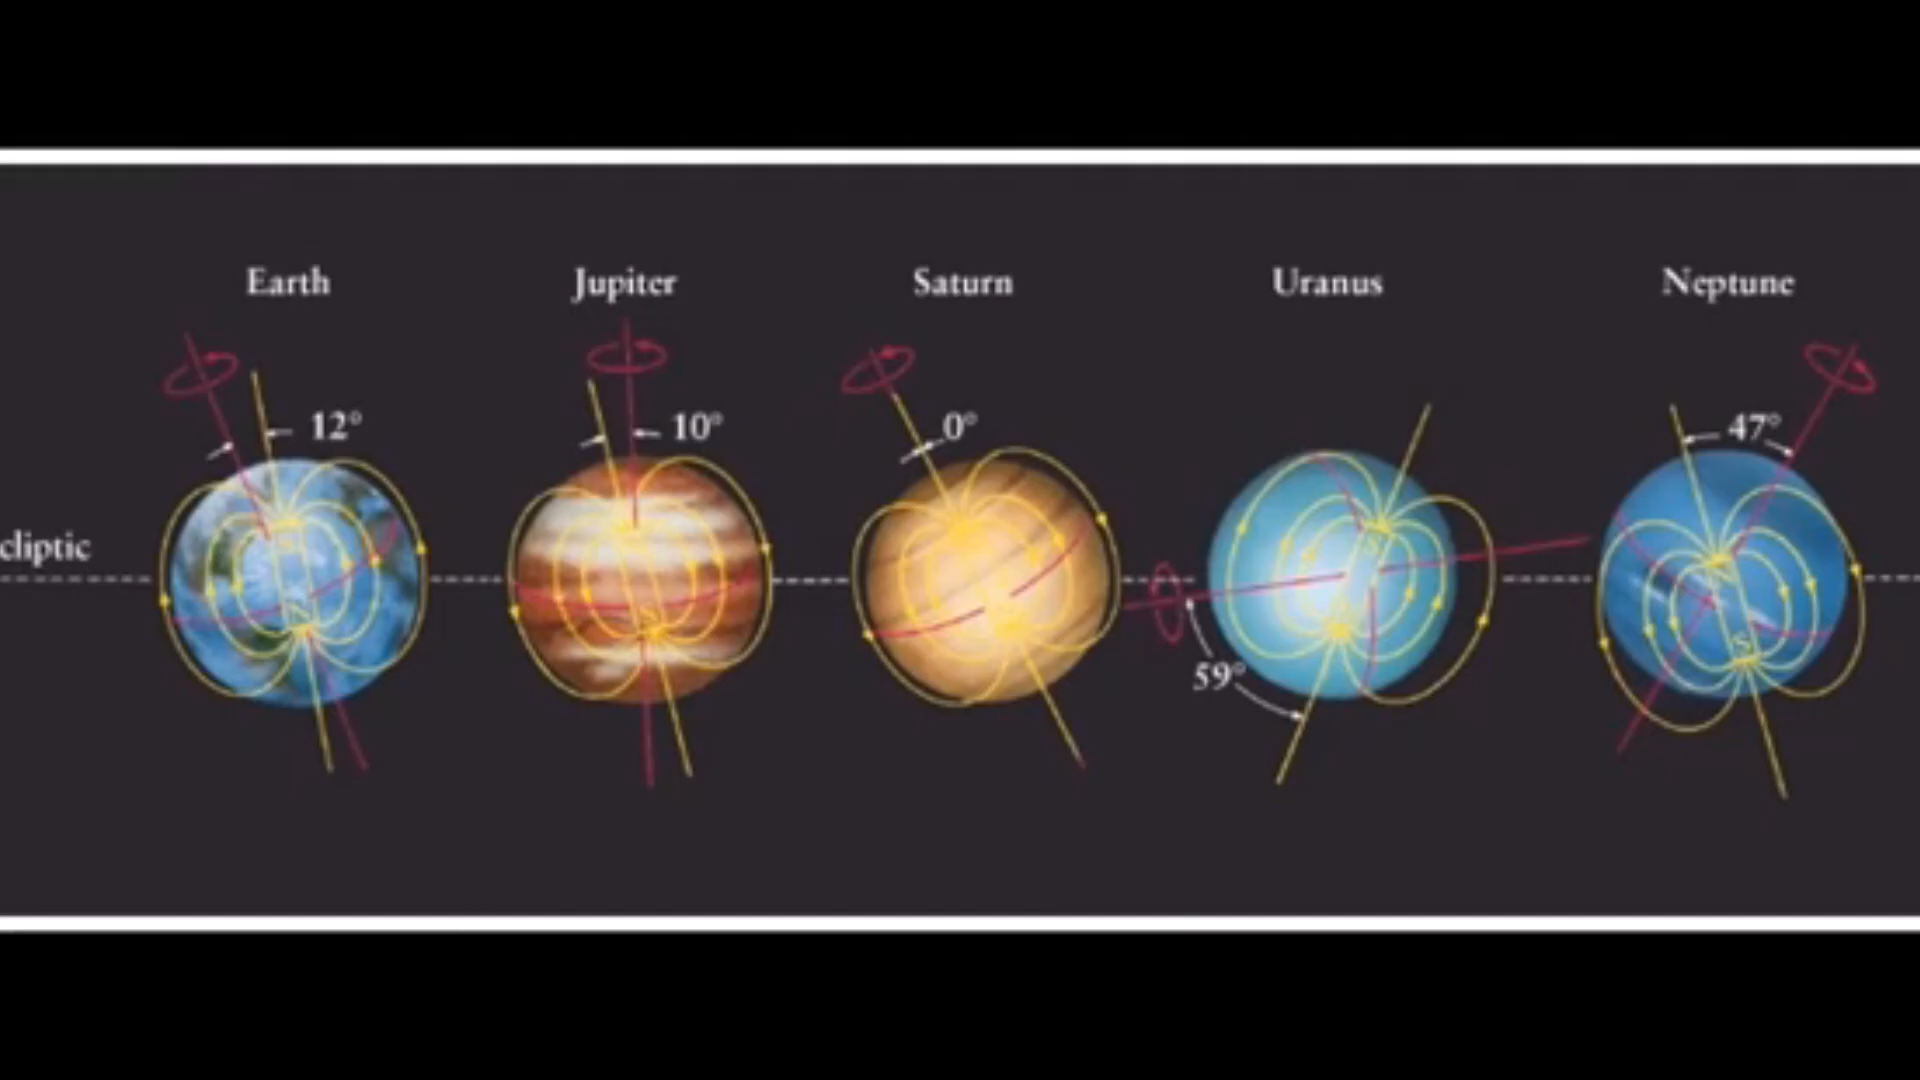 Earth
Jupiter
Saturn
Uranus
Neptune
12°
10°
0°
47°
cliptic
59°
S
N
S
S
N
S